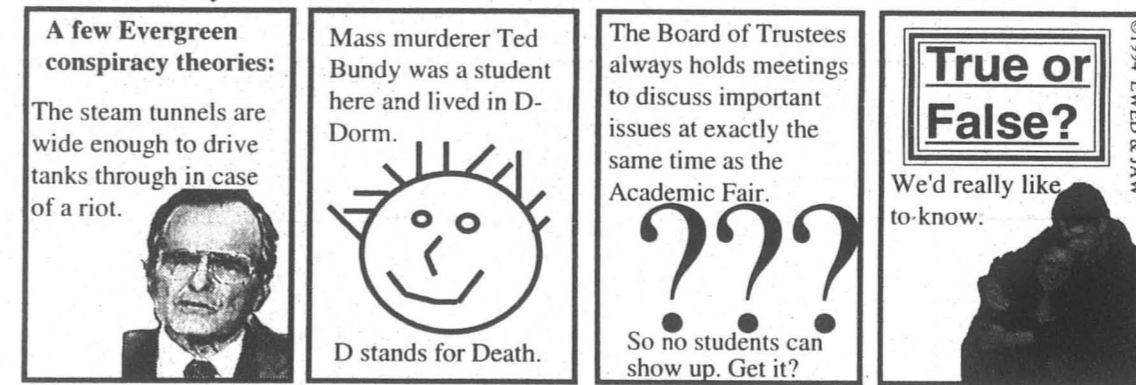 A few Evergreen
conspiracy theories:
The steam tunnels are
wide enough to drive
tanks through in case
of a riot.
Mass murderer Ted
Bundy was a student
here and lived in D-
Dorm.
D stands for Death.
The Board of Trustees
always holds meetings
to discuss important
issues at exactly the
same time as the
Academic Fair.
???
So no students can
show up. Get it?
True or
False?
We'd really like
to know.